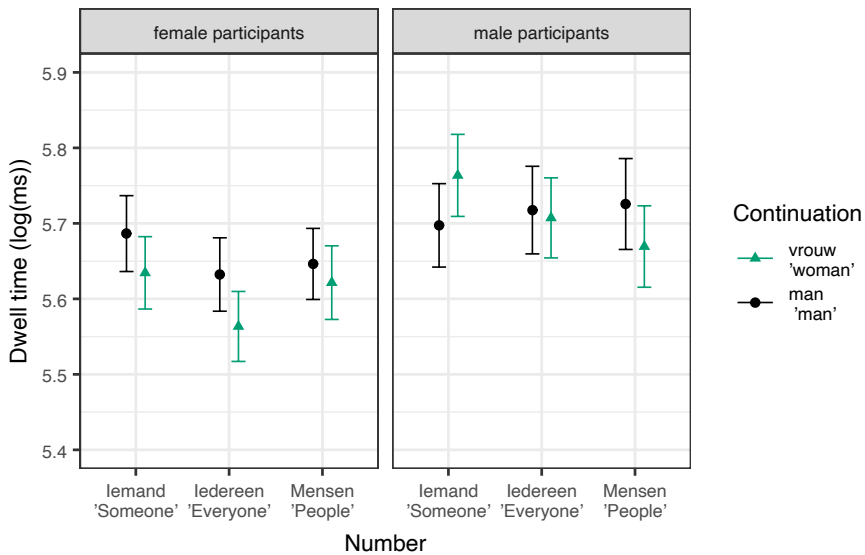 female participants
male participants
5.9
5.8
5.7
5.6
5.5
5.4
Dwell time (log(ms))
Iemand
'Someone'
Iedereen
'Everyone'
Mensen
'People'
Iemand
'Someone'
Iedereen
'Everyone'
Mensen
'People'
Number
Continuation
vrouw
'woman'
man
'man'